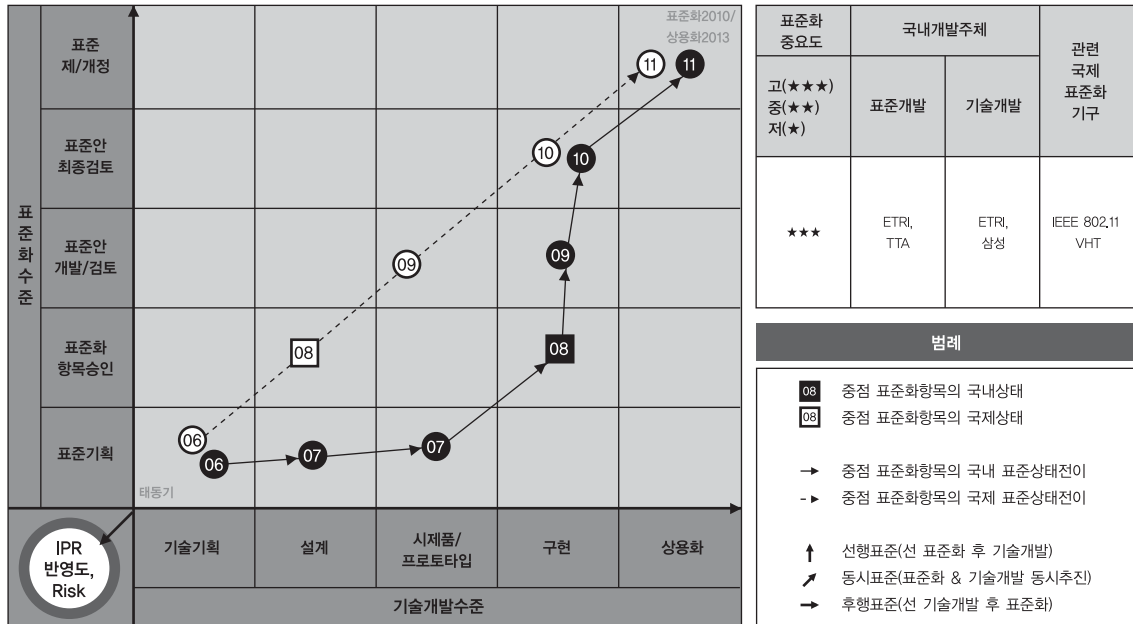 표준화2010/
상용화2013
표준
제/개정
11
11
표준안
최종검토
10
10
표준화수준
표준안
개발/검토
09
09
표준화
항목승인
08
08
표준기획
06
06
07
07
태동기
IPR
반영도,
Risk
기술기획
설계
시제품/
프로토타입
구현
상용화
기술개발수준
표준화
중요도
국내개발주체
관련
국제
표준화
기구
고(★★★)
중(★★)
저(★)
표준개발
기술개발
★★★
ETRI,
TTA
ETRI,
삼성
IEEE 802.11
VHT
범례
08 중점 표준화항목의 국내상태
08 중점 표준화항목의 국제상태
중점 표준화항목의 국내 표준상태전이
중점 표준화항목의 국제 표준상태전이
선행표준(선 표준화 후 기술개발)
동시표준(표준화 & 기술개발 동시추진)
후행표준(선 기술개발 후 표준화)